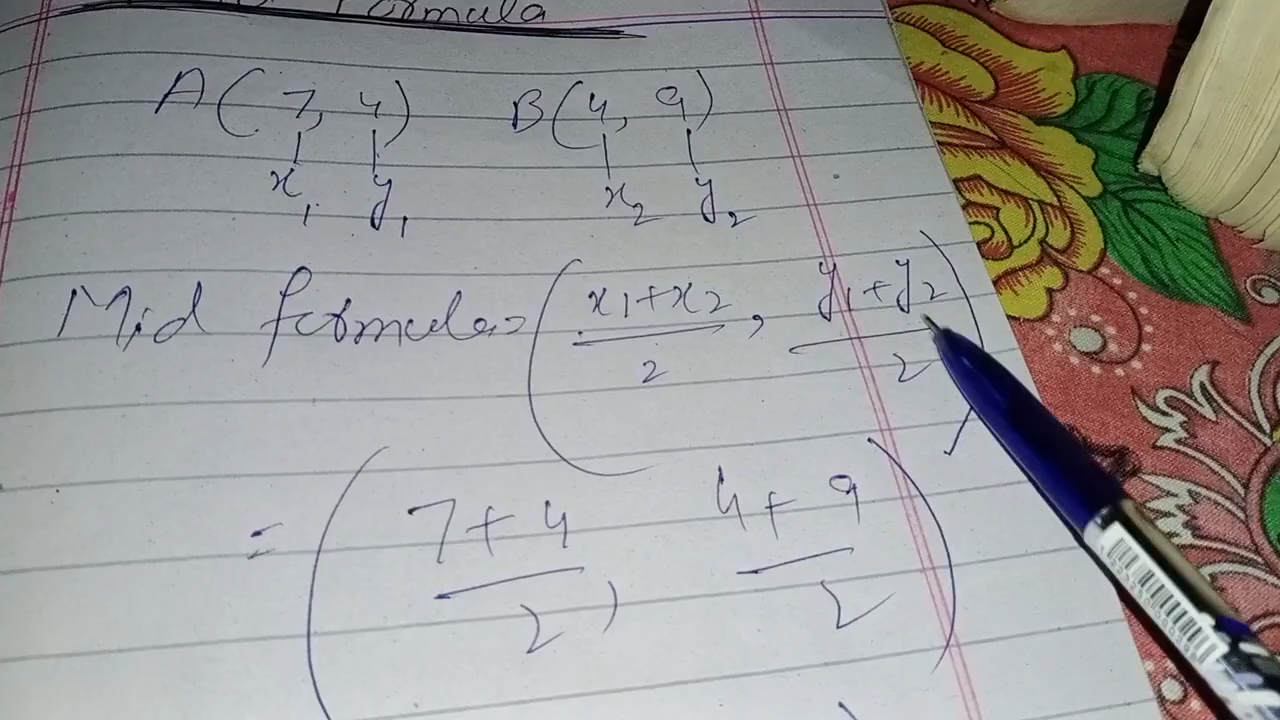 Formula
A(7, 4) B(4, 9)
x1 y1 x2 y2
Mid formula = (x1+x2/2, y1+y2/2)
= (7+4/2, 4+9/2)